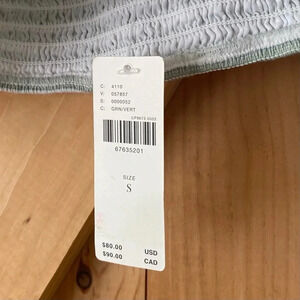 C: 4110
V: 057857
S: 0000052
C: GRN/VERT
67635201
SIZE
S
$80.00 USD
$90.00 CAD